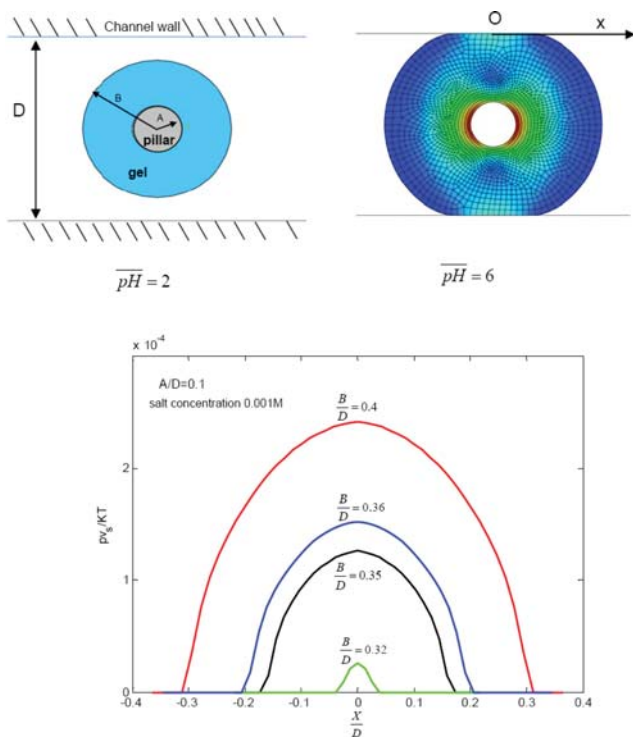 Channel wall
O
X
D
B
A
pillar
gel
pH = 2
pH = 6
x 10⁻⁴
A/D=0.1
salt concentration 0.001M
B/D = 0.4
B/D = 0.36
B/D = 0.35
B/D = 0.32
pvₛ/KT
2
1
0
-0.4 -0.3 -0.2 -0.1 0 0.1 0.2 0.3 0.4
X/D